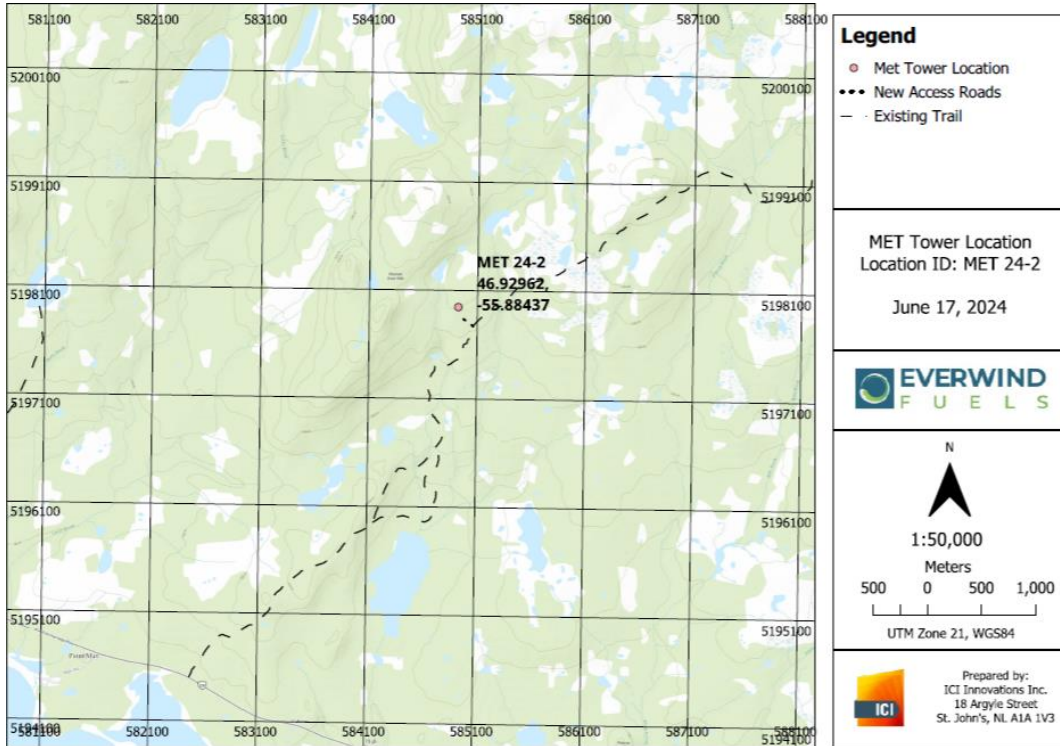 581100 582100 583100 584100 585100 586100 587100 588100
5200100 5200100
5199100 5199100
5198100 5198100
5197100 5197100
5196100 5196100
5195100 5195100
5194100 5194100
581100 582100 583100 584100 585100 586100 587100 588100
MET 24-2
46.92962,
-55.88437
Legend
Met Tower Location
New Access Roads
Existing Trail
MET Tower Location
Location ID: MET 24-2
June 17, 2024
EVERWIND
FUELS
N
1:50,000
Meters
500 0 500 1,000
UTM Zone 21, WGS84
ICI
Prepared by:
ICI Innovations Inc.
18 Argyle Street
St. John's, NL A1A 1V3